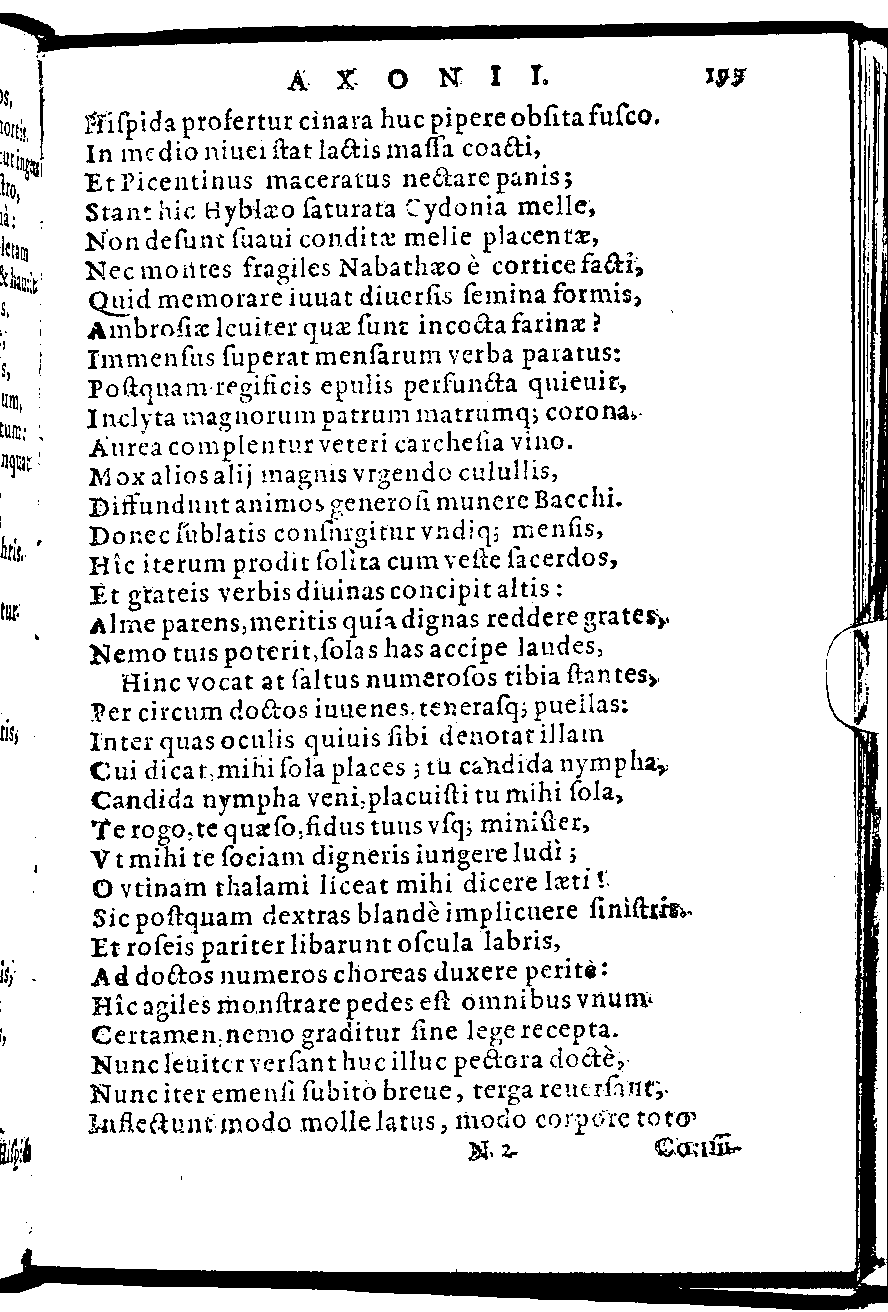 AXONII. 193
Hiſpida profertur cinara huc pipere obſita fuſco.
In medio niuei ſtat lactis maſſa coacti,
Et Picentinus maceratus nectare panis;
Stant hic Hyblæo ſaturata Cydonia melle,
Non deſunt ſuaui conditæ melle placentæ,
Nec montes fragiles Nabathæo è cortice facti,
Quid memorare iuuat diuerſis ſemina formis,
Ambroſiæ leuiter quæ ſunt incocta farinæ?
Immenſus ſuperat menſarum verba paratus:
Poſtquam regificis epulis perfuncta quieuit,
Inclyta magnorum patrum matrumq; corona.
Aurea complentur veteri carcheſia vino.
Mox alios alij magnis vrgendo culullis,
Diffundunt animos generoſi munere Bacchi.
Donec ſublatis conſurgitur vndiq; menſis,
Hîc iterum prodit ſolita cum veſte ſacerdos,
Et grateis verbis diuinas concipit altis:
Alme parens, meritis quia dignas reddere grates,
Nemo tuis poterit, ſolas has accipe laudes,
Hinc vocat at ſaltus numeroſos tibia ſtantes,
Per circum doctos iuuenes, teneraſq; puellas:
Inter quas oculis quiuis ſibi denotat illam
Cui dicat, mihi ſola places; tu candida nympha,
Candida nympha veni, placuiſti tu mihi ſola,
Te rogo, te quæſo, fidus tuus vſq; miniſter,
Vt mihi te ſociam digneris iungere ludi;
O vtinam thalami liceat mihi dicere læti!
Sic poſtquam dextras blandè implicuere ſiniſtris.
Et roſeis pariter libarunt oſcula labris,
Ad doctos numeros choreas duxere peritè:
Hîc agiles monſtrare pedes eſt omnibus vnum
Certamen, nemo graditur ſine lege recepta.
Nunc leuiter verſant huc illuc pectora doctè,
Nunc iter emenſi ſubitò breue, terga reuerſant,
Inflectunt modo molle latus, modo corpore toto
N. 2